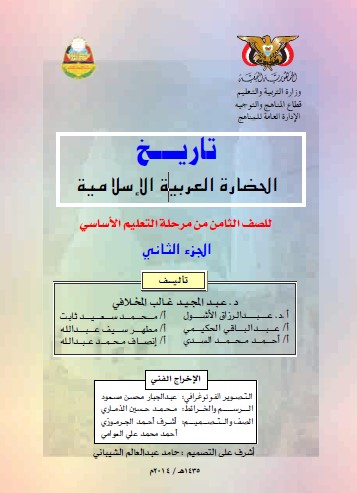 الجمهورية اليمنية
وزارة التربية والتعليم
قطاع المناهج والتوجيه
الإدارة العامة للمناهج
تاريخ
الحضارة العربية الإسلامية
للصف الثامن من مرحلة التعليم الأساسي
الجزء الثاني
تأليف
د. عبد المجيد غالب المخلافي
أ.د. عبدالرزاق الأشول أ/ محمد سعيد ثابت
أ/ عبدالباقي الحكيمي أ/ مطهر سيف عبدالله
أ/ أحمد محمد السدي أ/ إنصاف محمد عبدالله
الإخراج الفني
التصوير الفوتوغرافي: عبدالجبار محسن مسعود
الرسم والخرائط: محمد حسين الذماري
الصف والتصميم: أشرف أحمد الجرموزي
أحمد محمد علي العوامي
أشرف على التصميم: حامد عبدالعالم الشيباني
١٤٣٥هـ / ٢٠١٤م